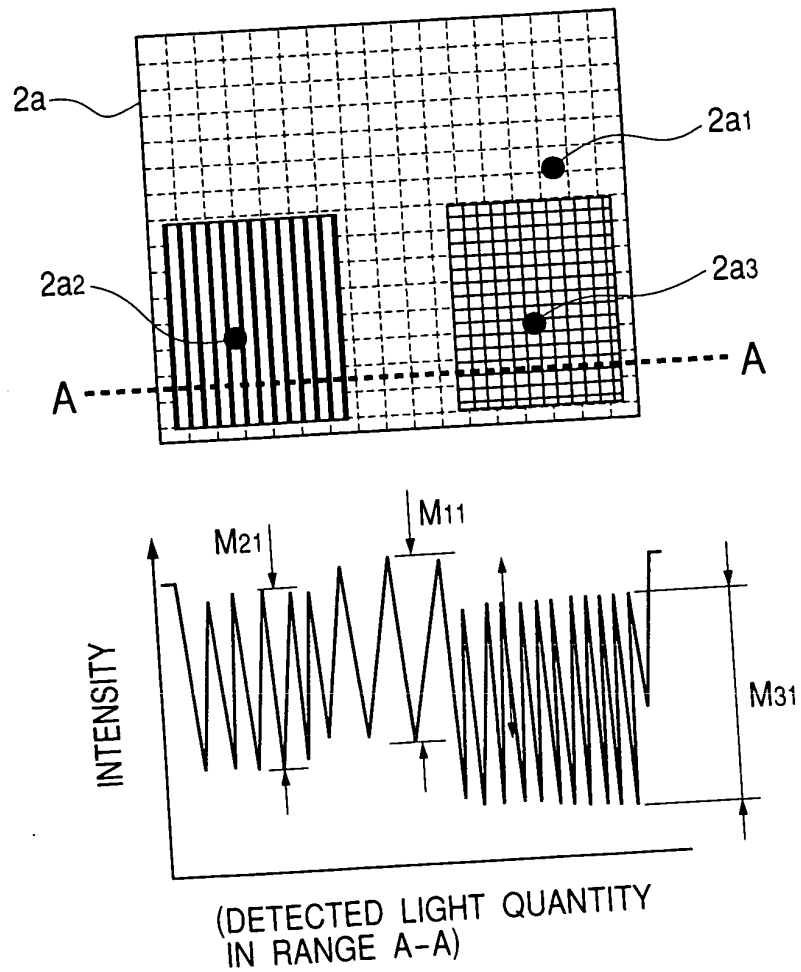 2a
2a1
2a2
2a3
A
A
M21
M11
M31
INTENSITY
(DETECTED LIGHT QUANTITY
IN RANGE A-A)